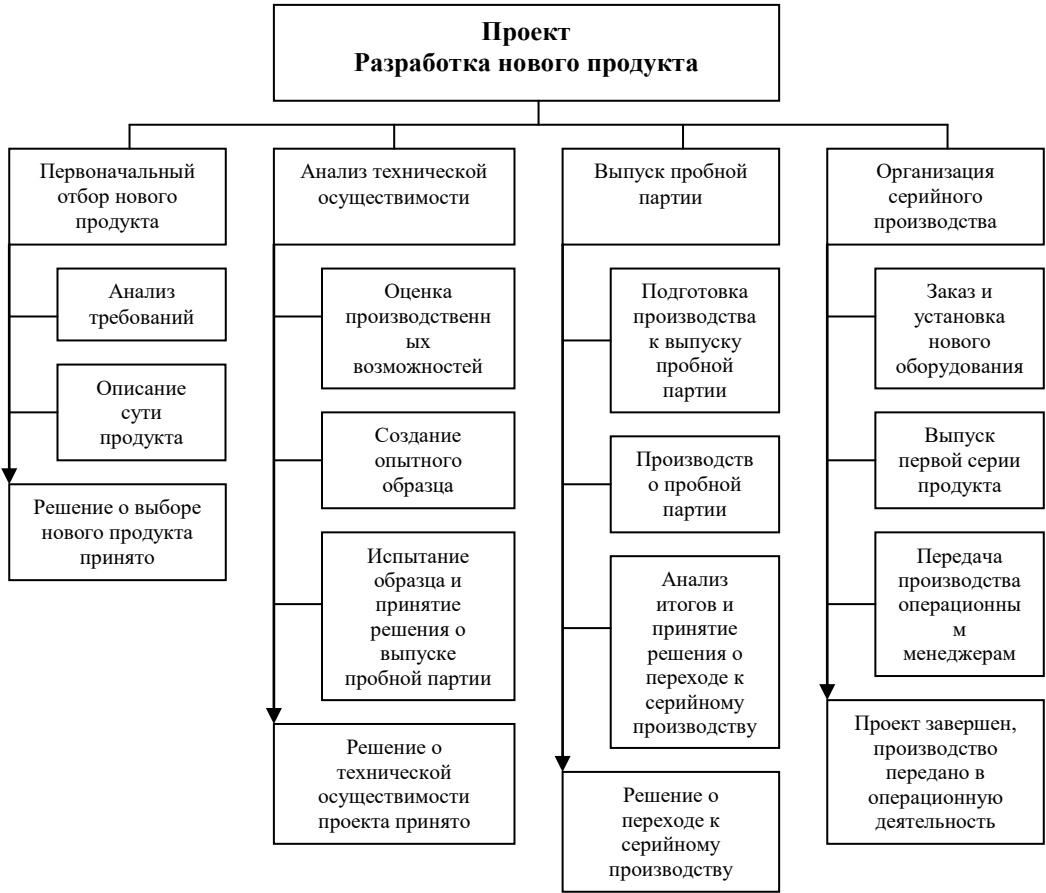 Проект
Разработка нового продукта
Первоначальный
отбор нового
продукта
Анализ
требований
Описание
сути
продукта
Решение о выборе
нового продукта
принято
Анализ технической
осуществимости
Оценка
производственн
ых
возможностей
Создание
опытного
образца
Испытание
образца и
принятие
решения о
выпуске
пробной партии
Решение о
технической
осуществимости
проекта принято
Выпуск пробной
партии
Подготовка
производства
к выпуску
пробной
партии
Производств
о пробной
партии
Анализ
итогов и
принятие
решения о
переходе к
серийному
производству
Решение о
переходе к
серийному
производству
Организация
серийного
производства
Заказ и
установка
нового
оборудования
Выпуск
первой серии
продукта
Передача
производства
операционны
м
менеджерам
Проект завершен,
производство
передано в
операционную
деятельность